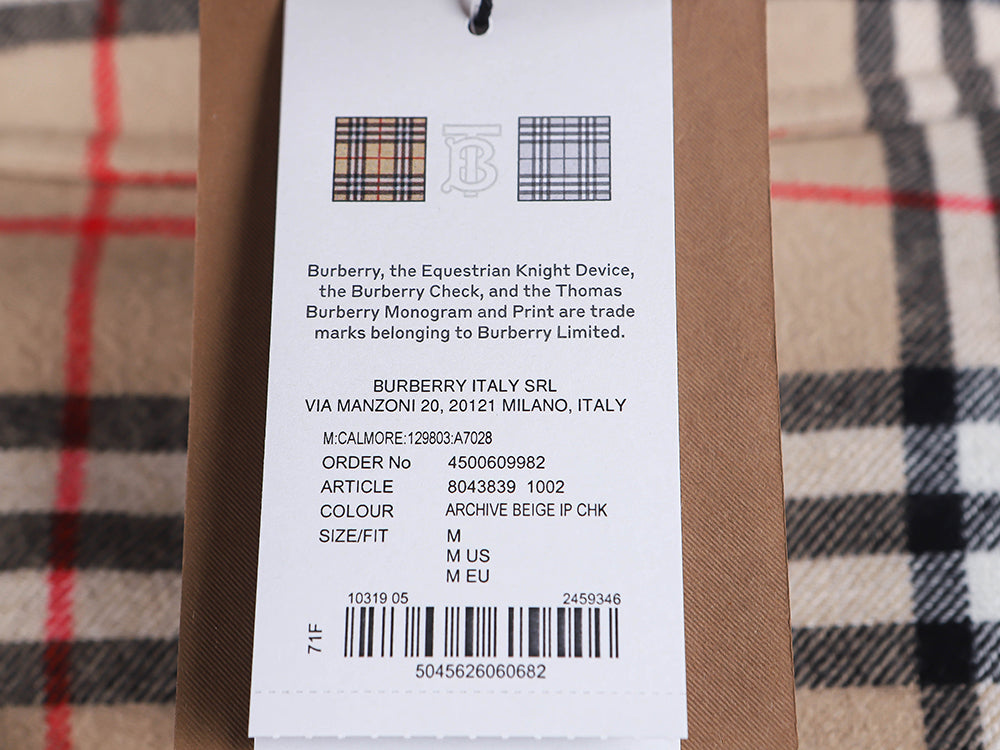 Burberry, the Equestrian Knight Device,
the Burberry Check, and the Thomas
Burberry Monogram and Print are trade
marks belonging to Burberry Limited.
BURBERRY ITALY SRL
VIA MANZONI 20, 20121 MILANO, ITALY
M:CALMORE:129803:A7028
ORDER No 4500609982
ARTICLE 8043839 1002
COLOUR ARCHIVE BEIGE IP CHK
SIZE/FIT M
M US
M EU
10319 05 2459346
71F
5045626060682